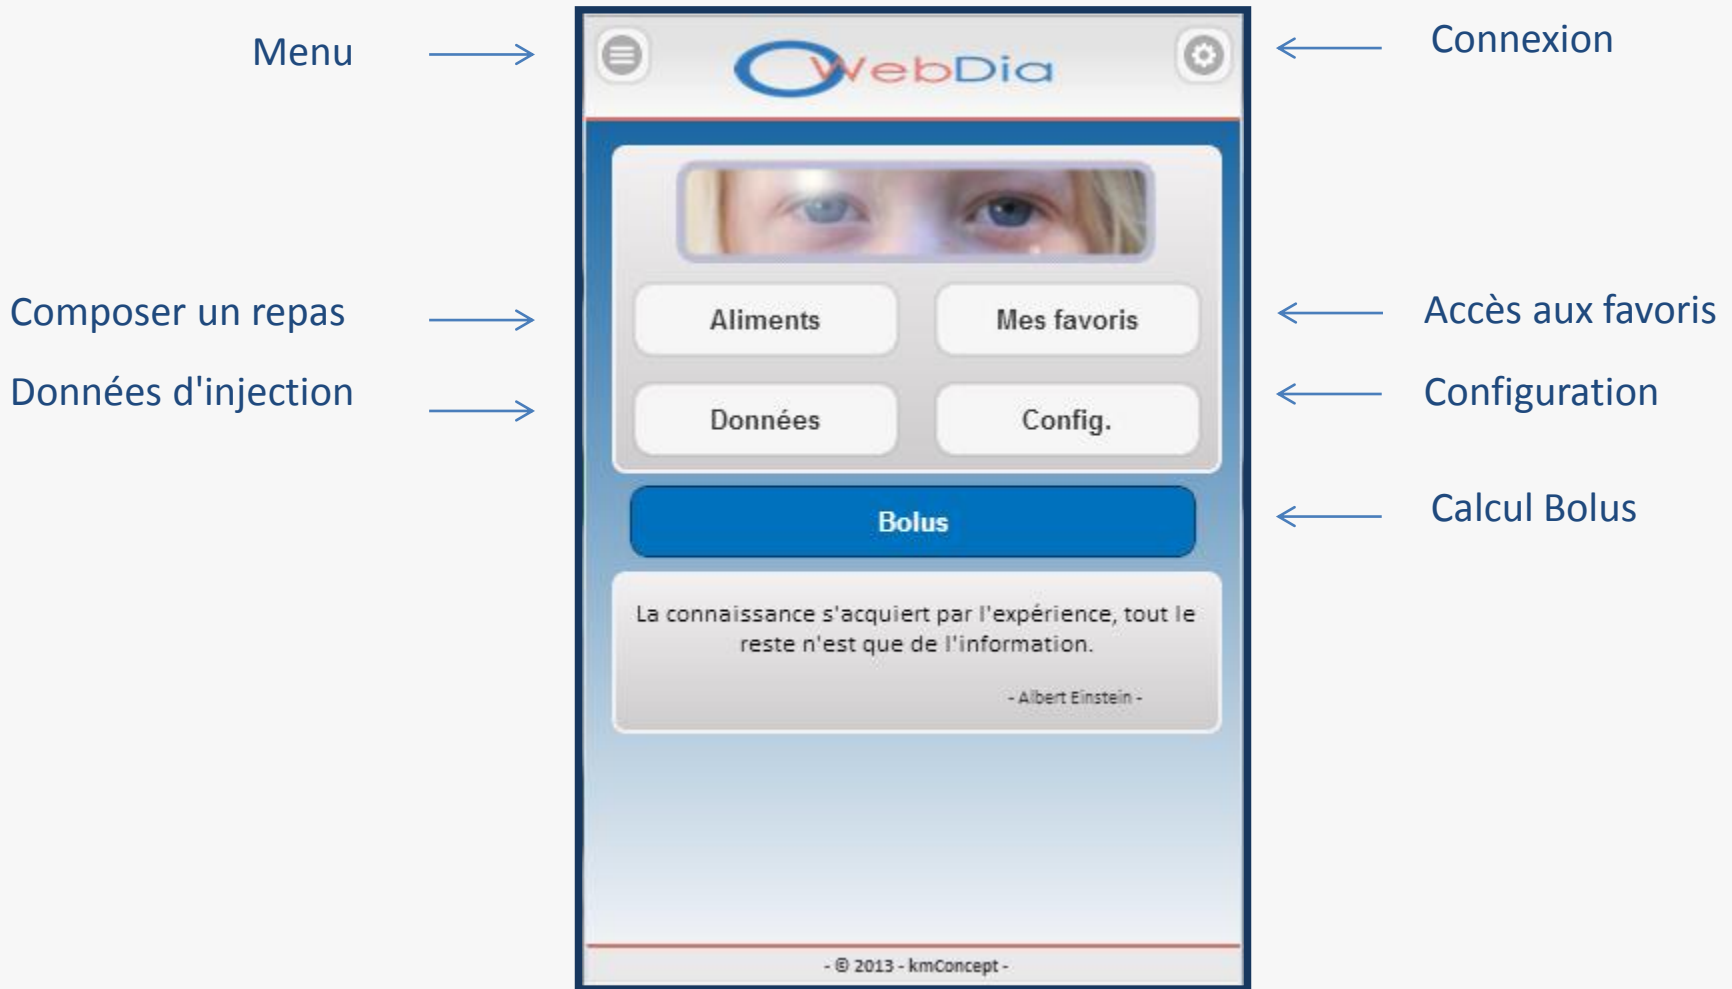 Menu
WebDia
Connexion
Composer un repas
Aliments
Mes favoris
Accès aux favoris
Données d'injection
Données
Config.
Configuration
Bolus
Calcul Bolus
La connaissance s'acquiert par l'expérience, tout le
reste n'est que de l'information.
- Albert Einstein -
- © 2013 - kmConcept -